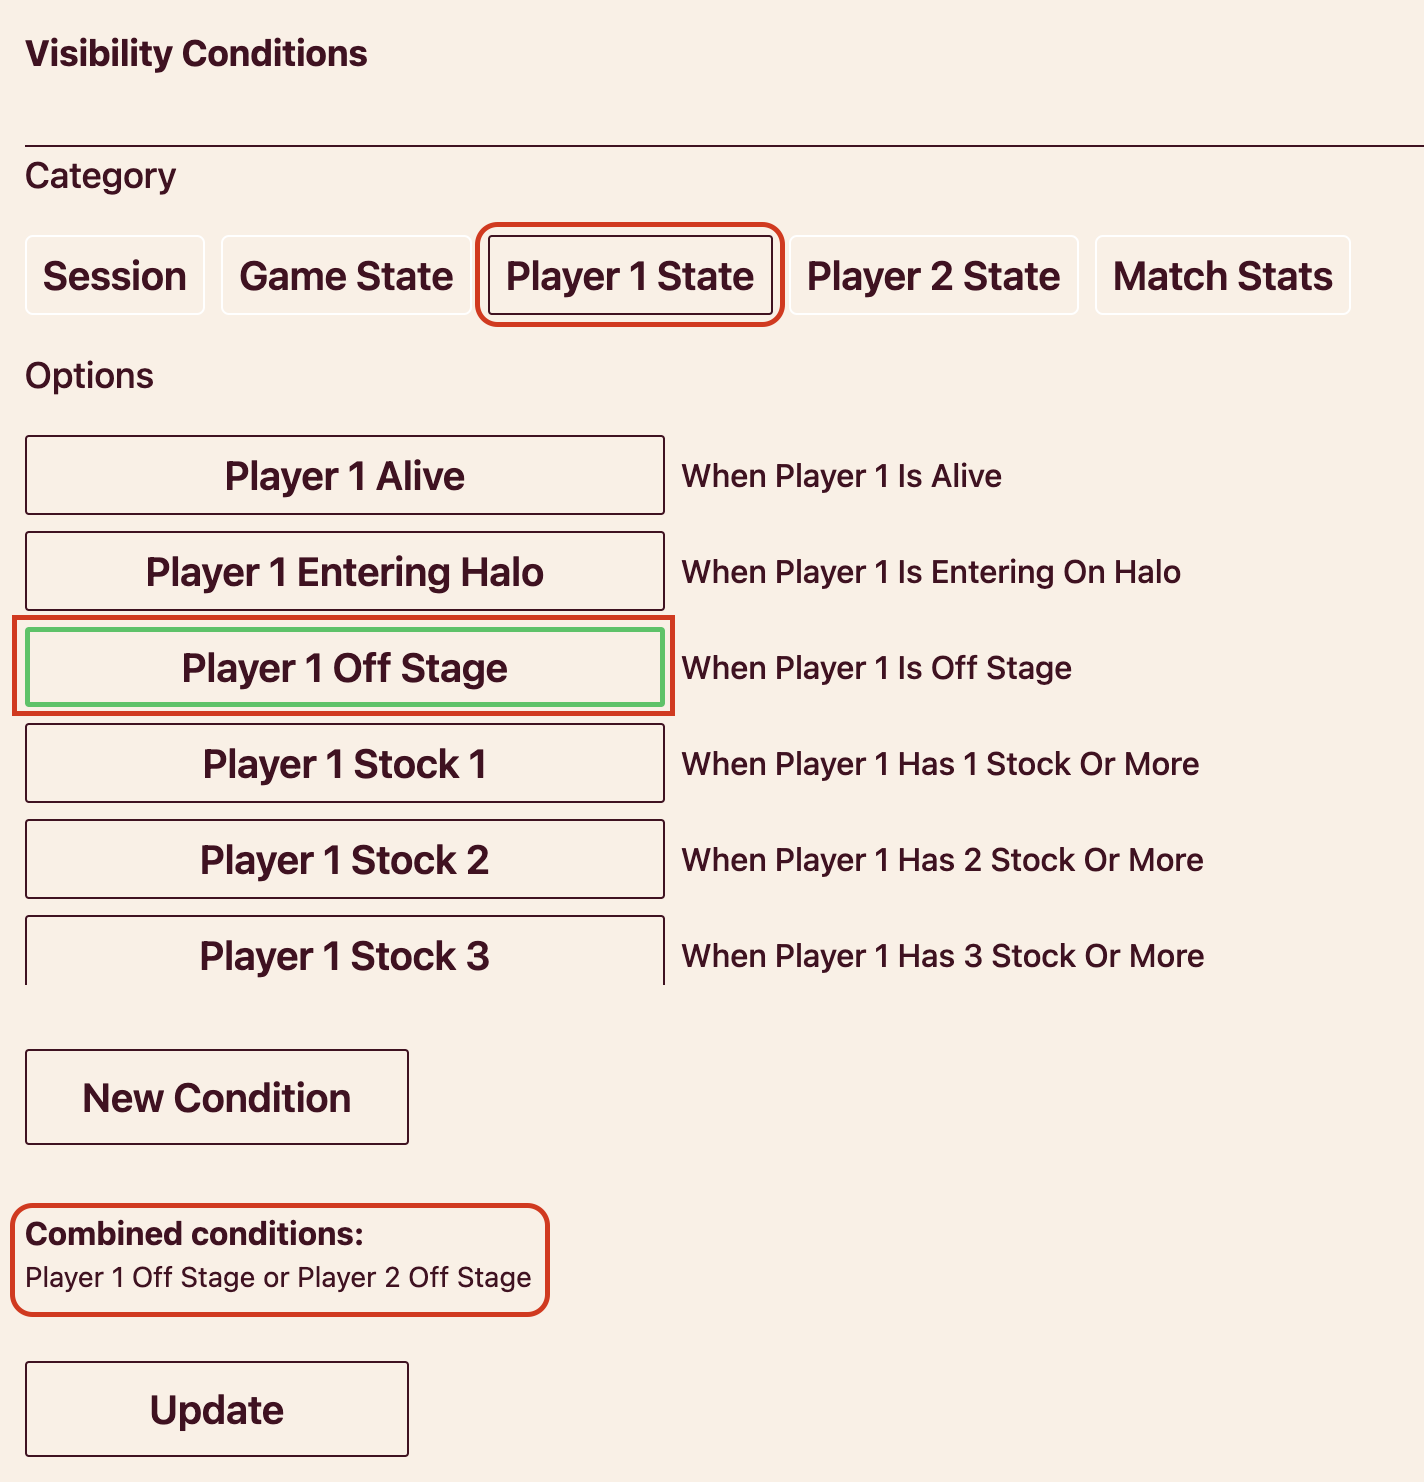 Visibility Conditions
Category
Session Game State Player 1 State Player 2 State Match Stats
Options
Player 1 Alive When Player 1 Is Alive
Player 1 Entering Halo When Player 1 Is Entering On Halo
Player 1 Off Stage When Player 1 Is Off Stage
Player 1 Stock 1 When Player 1 Has 1 Stock Or More
Player 1 Stock 2 When Player 1 Has 2 Stock Or More
Player 1 Stock 3 When Player 1 Has 3 Stock Or More
New Condition
Combined conditions:
Player 1 Off Stage or Player 2 Off Stage
Update